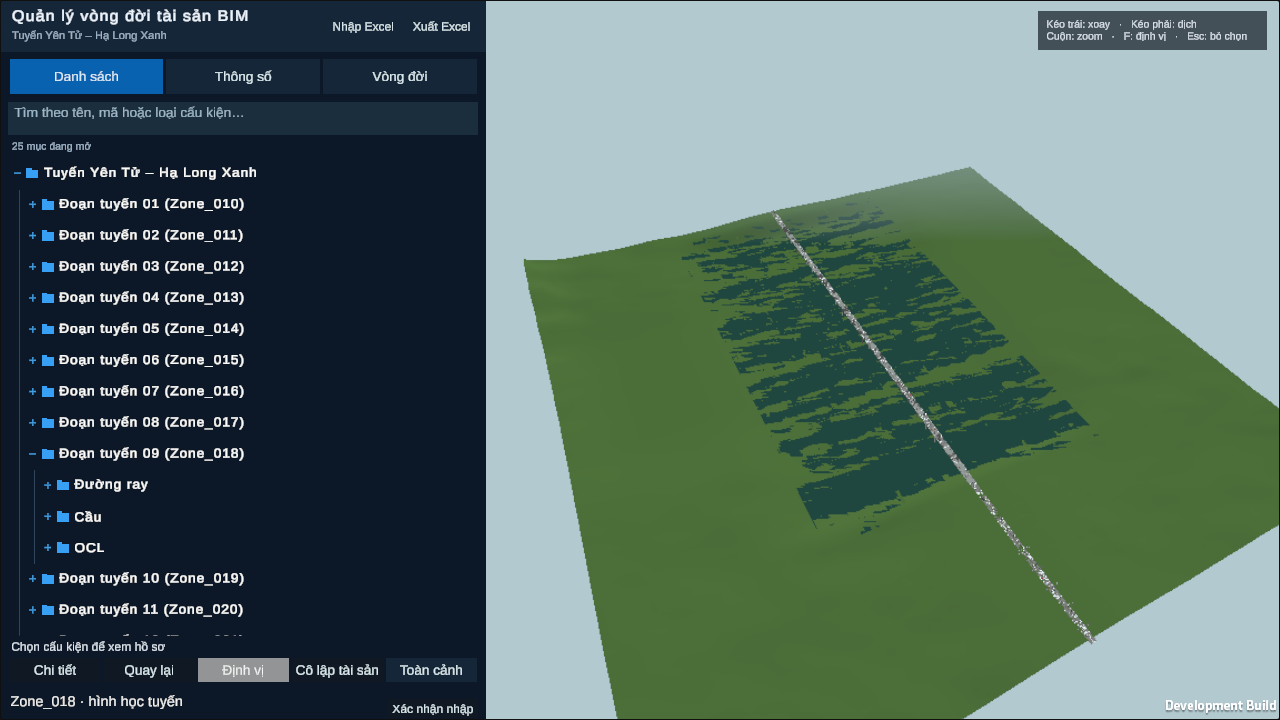 Quản lý vòng đời tài sản BIM
Tuyến Yên Tử – Hạ Long Xanh
Nhập Excel
Xuất Excel
Danh sách
Thông số
Vòng đời
Tìm theo tên, mã hoặc loại cấu kiện...
25 mục đang mở
Tuyến Yên Tử – Hạ Long Xanh
Đoạn tuyến 01 (Zone_010)
Đoạn tuyến 02 (Zone_011)
Đoạn tuyến 03 (Zone_012)
Đoạn tuyến 04 (Zone_013)
Đoạn tuyến 05 (Zone_014)
Đoạn tuyến 06 (Zone_015)
Đoạn tuyến 07 (Zone_016)
Đoạn tuyến 08 (Zone_017)
Đoạn tuyến 09 (Zone_018)
Đường ray
Cầu
OCL
Đoạn tuyến 10 (Zone_019)
Đoạn tuyến 11 (Zone_020)
Chọn cấu kiện để xem hồ sơ
Chi tiết
Quay lại
Định vị
Cô lập tài sản
Toàn cảnh
Zone_018 · hình học tuyến
Xác nhận nhập
Kéo trái: xoay · Kéo phải: dịch
Cuộn: zoom · F: định vị · Esc: bỏ chọn
Development Build